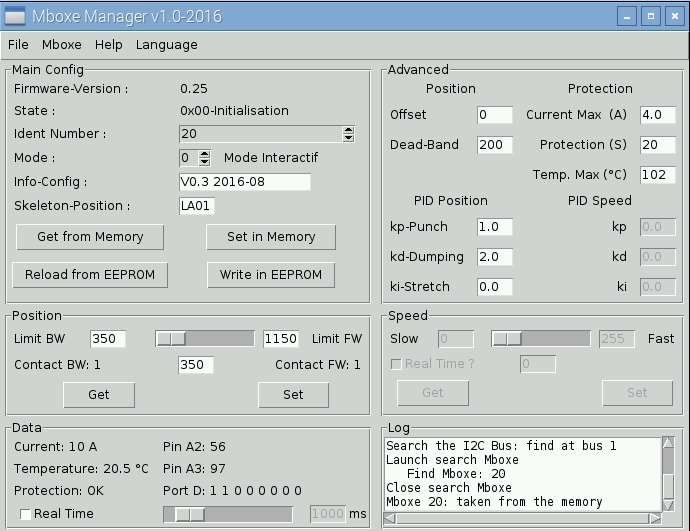 Mboxe Manager v1.0-2016
File Mboxe Help Language
Main Config
Firmware-Version : 0.25
State : 0x00-Initialisation
Ident Number : 20
Mode : 0 Mode Interactif
Info-Config : V0.3 2016-08
Skeleton-Position : LA01
Get from Memory Set in Memory
Reload from EEPROM Write in EEPROM
Advanced
Position Protection
Offset 0 Current Max (A) 4.0
Dead-Band 200 Protection (S) 20
Temp. Max (°C) 102
PID Position PID Speed
kp-Punch 1.0 kp 0.0
kd-Dumping 2.0 kd 0.0
ki-Stretch 0.0 ki 0.0
Position
Limit BW 350 1150 Limit FW
Contact BW: 1 350 Contact FW: 1
Get Set
Speed
Slow 0 255 Fast
Real Time ? 0
Get Set
Data
Current: 10 A Pin A2: 56
Temperature: 20.5 °C Pin A3: 97
Protection: OK Port D: 1 1 0 0 0 0 0 0
Real Time 1000 ms
Log
Search the I2C Bus: find at bus 1
Launch search Mboxe
Find Mboxe: 20
Close search Mboxe
Mboxe 20: taken from the memory